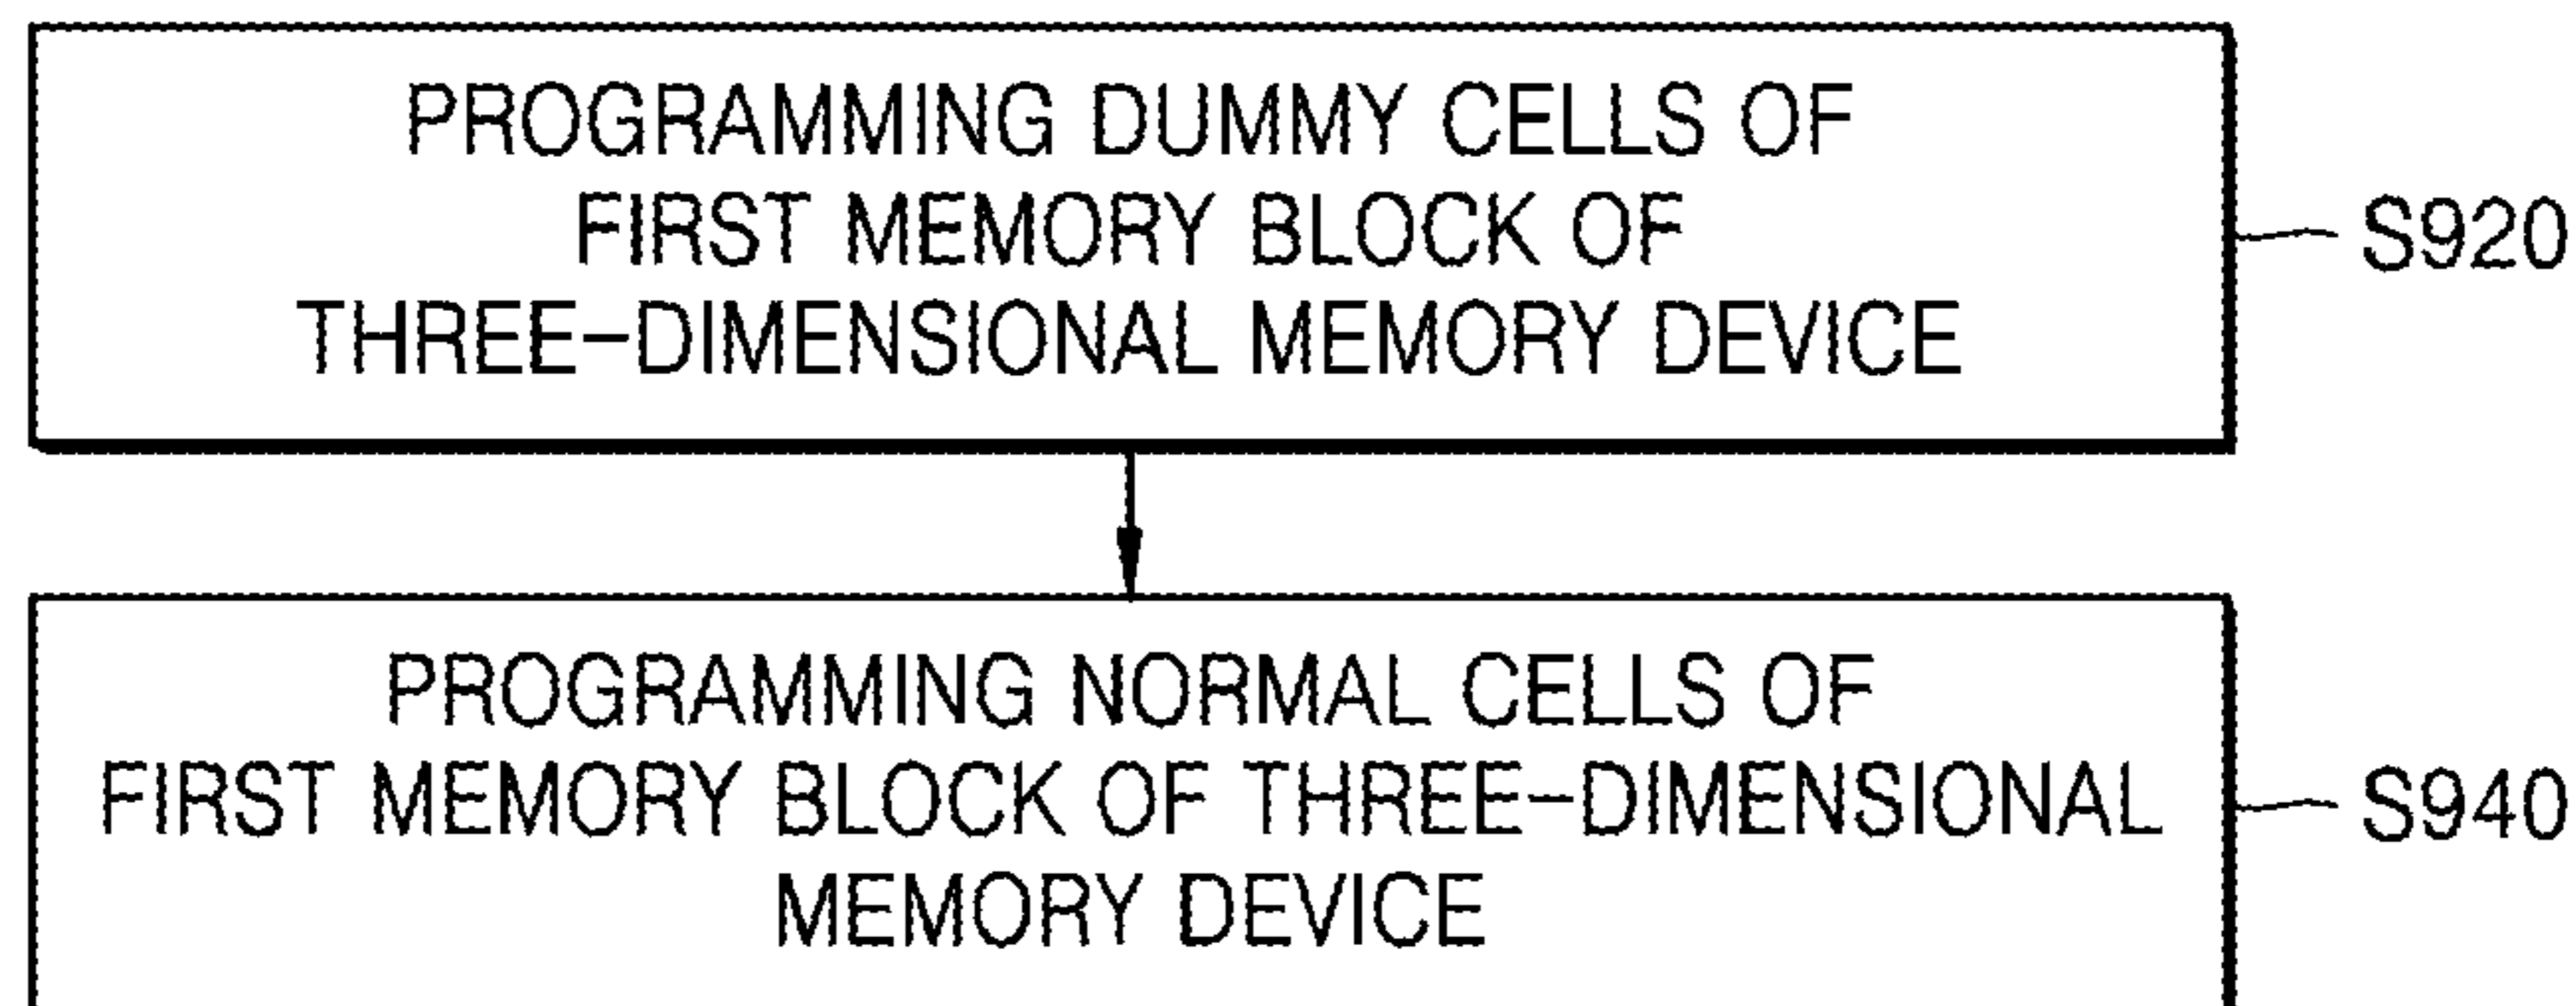 PROGRAMMING DUMMY CELLS OF
FIRST MEMORY BLOCK OF
THREE-DIMENSIONAL MEMORY DEVICE
S920
PROGRAMMING NORMAL CELLS OF
FIRST MEMORY BLOCK OF THREE-DIMENSIONAL
MEMORY DEVICE
S940